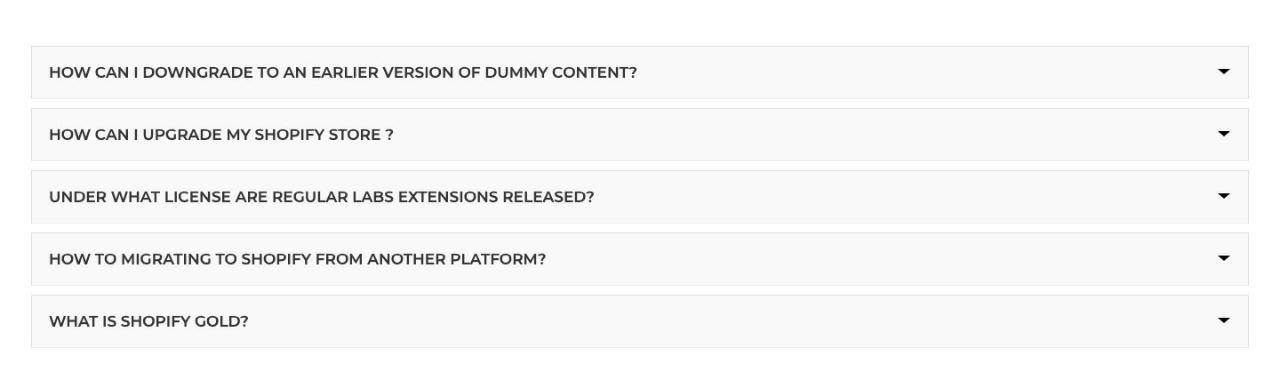 HOW CAN I DOWNGRADE TO AN EARLIER VERSION OF DUMMY CONTENT?
HOW CAN I UPGRADE MY SHOPIFY STORE ?
UNDER WHAT LICENSE ARE REGULAR LABS EXTENSIONS RELEASED?
HOW TO MIGRATING TO SHOPIFY FROM ANOTHER PLATFORM?
WHAT IS SHOPIFY GOLD?